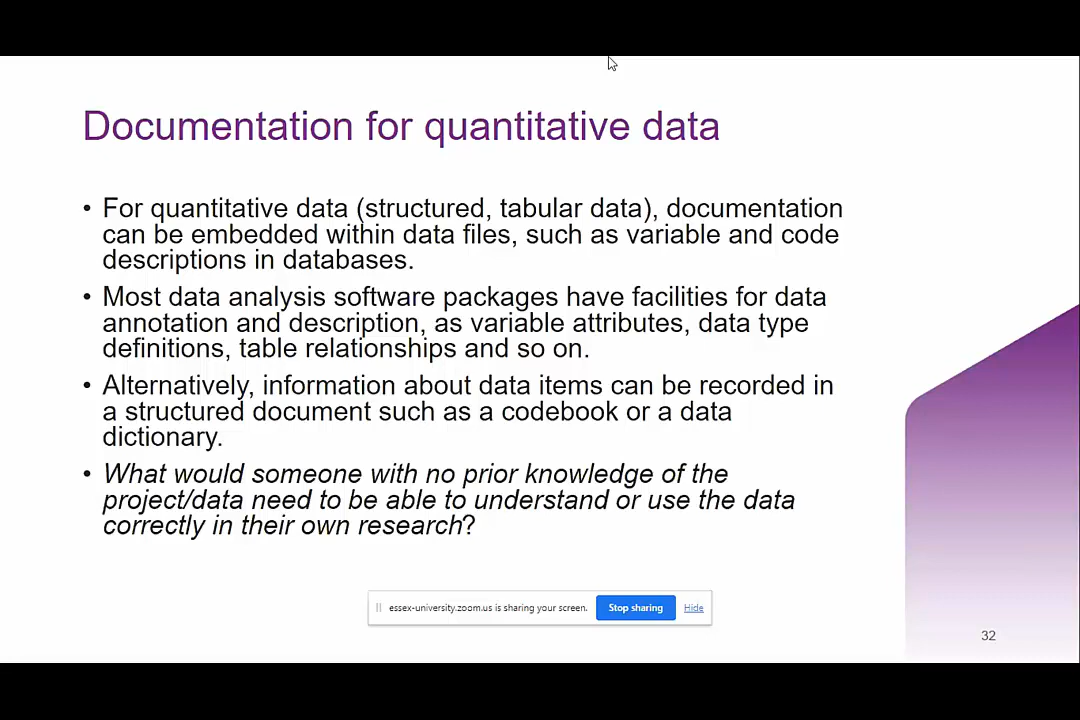 Documentation for quantitative data
• For quantitative data (structured, tabular data), documentation
can be embedded within data files, such as variable and code
descriptions in databases.
• Most data analysis software packages have facilities for data
annotation and description, as variable attributes, data type
definitions, table relationships and so on.
• Alternatively, information about data items can be recorded in
a structured document such as a codebook or a data
dictionary.
• What would someone with no prior knowledge of the
project/data need to be able to understand or use the data
correctly in their own research?
essex-university.zoom.us is sharing your screen. Stop sharing Hide
32